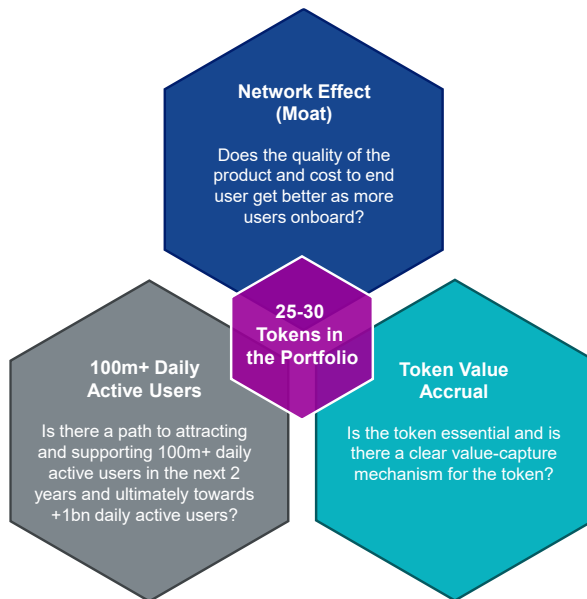 Network Effect
(Moat)
Does the quality of the
product and cost to end
user get better as more
users onboard?
25-30
Tokens in
the Portfolio
100m+ Daily
Active Users
Is there a path to attracting
and supporting 100m+ daily
active users in the next 2
years and ultimately towards
+1bn daily active users?
Token Value
Accrual
Is the token essential and is
there a clear value-capture
mechanism for the token?